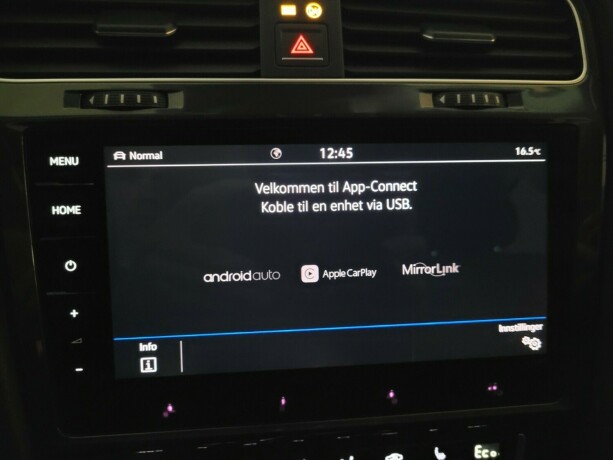 MENU
Normal
12:45
16.5°C
Velkommen til App-Connect
Koble til en enhet via USB.
HOME
androidauto
Apple CarPlay
MirrorLink
+
-
Info
Innstillinger
i
Eco